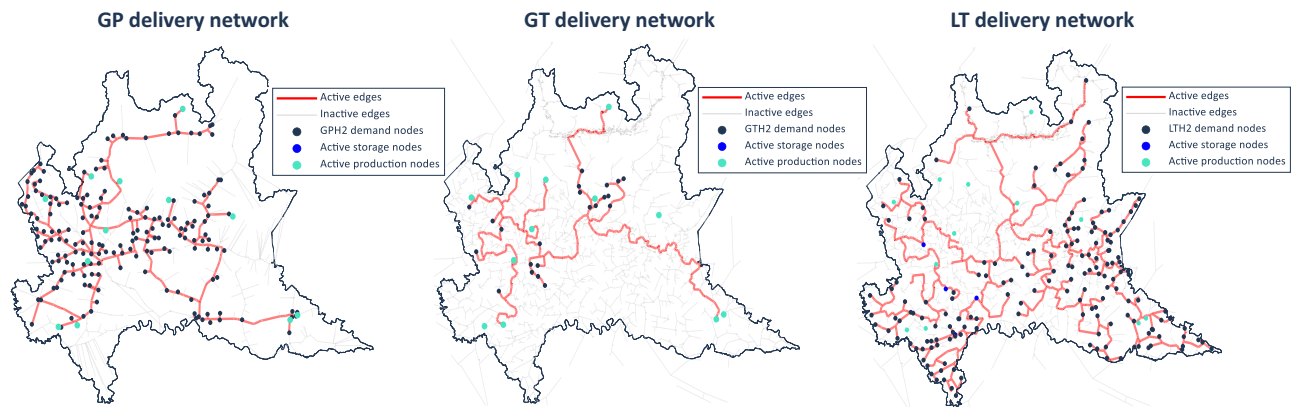 GP delivery network
GT delivery network
LT delivery network
Active edges
Inactive edges
GPH2 demand nodes
Active storage nodes
Active production nodes
Active edges
Inactive edges
GTH2 demand nodes
Active storage nodes
Active production nodes
Active edges
Inactive edges
LTH2 demand nodes
Active storage nodes
Active production nodes